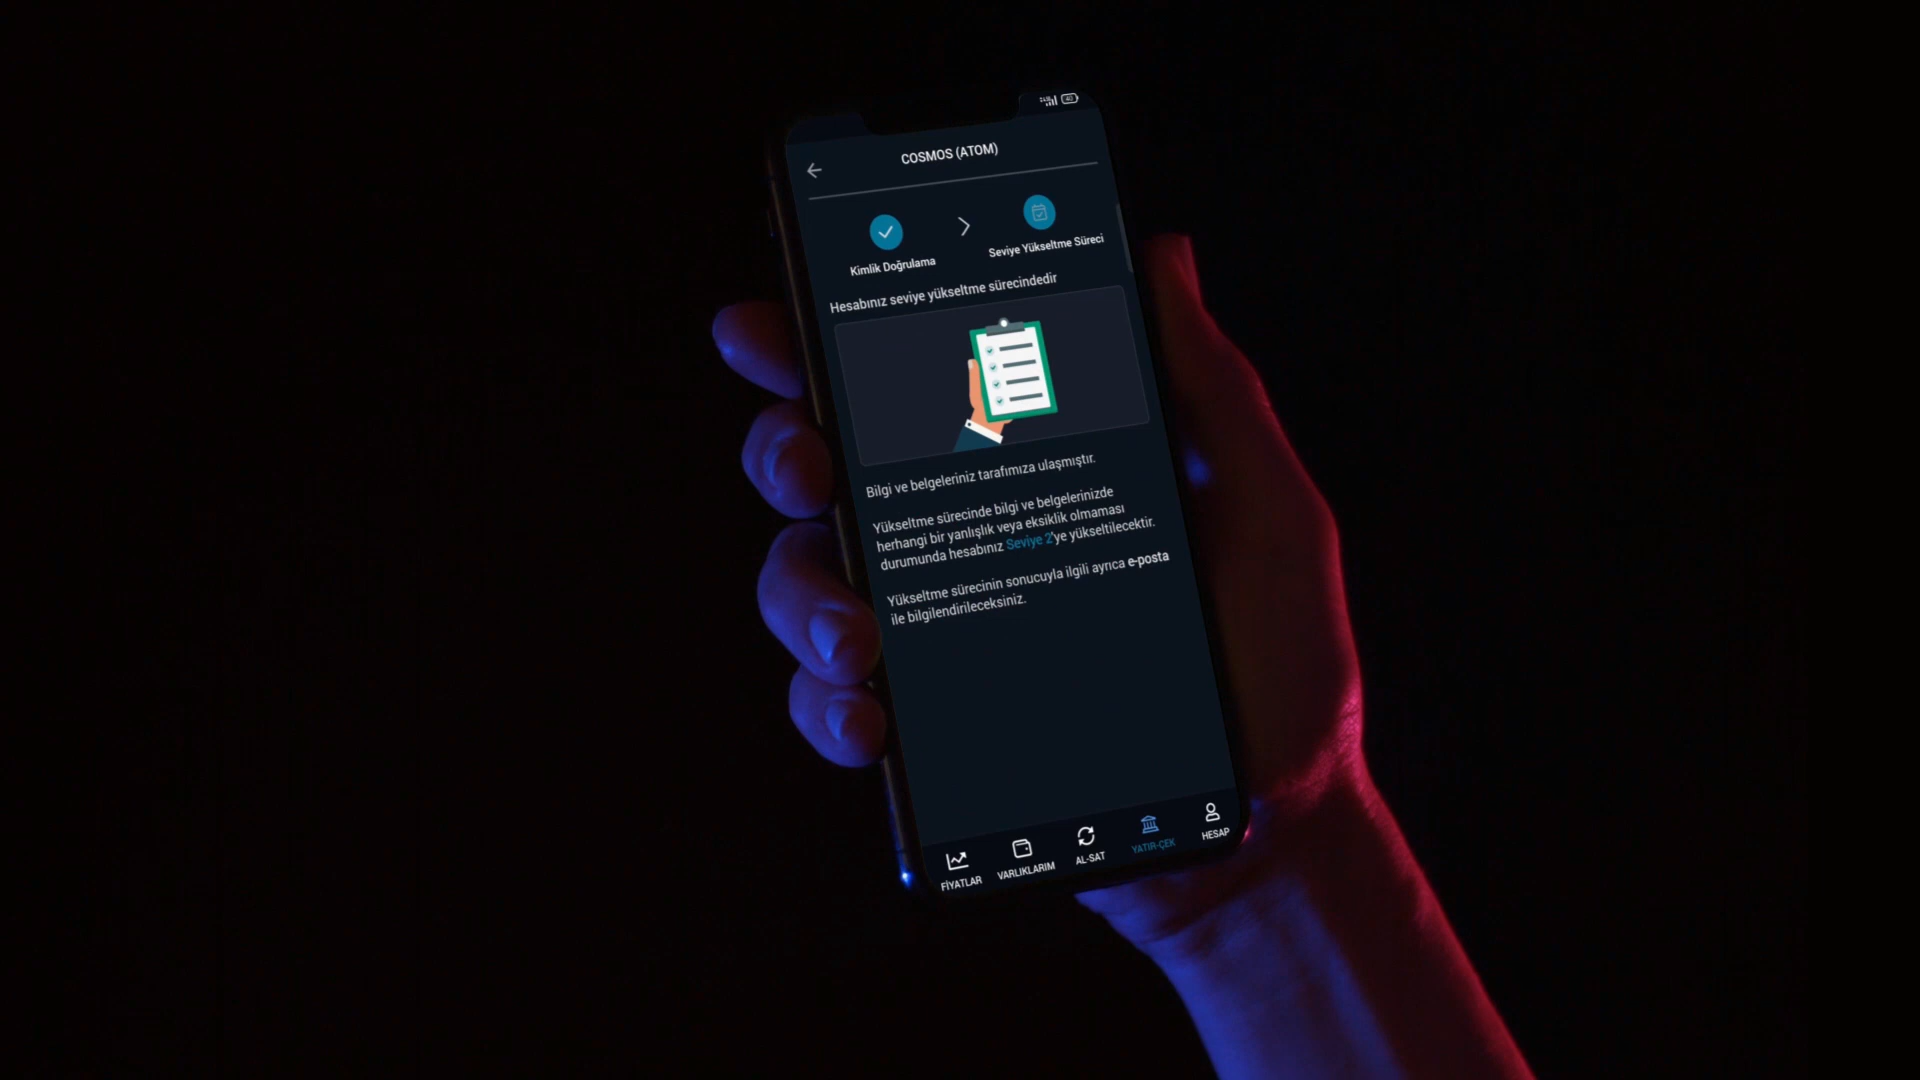 COSMOS (ATOM)
Kimlik Doğrulama
Seviye Yükseltme Süreci
Hesabınız seviye yükseltme sürecindedir
Bilgi ve belgeleriniz tarafımıza ulaşmıştır.
Yükseltme sürecinde bilgi ve belgelerinizde
herhangi bir yanlışlık veya eksiklik olmaması
durumunda hesabınız Seviye 2'ye yükseltilecektir.
Yükseltme sürecinin sonucuyla ilgili ayrıca e-posta
ile bilgilendirileceksiniz.
FİYATLAR
VARLIKLARIM
AL-SAT
YATIR-ÇEK
HESAP